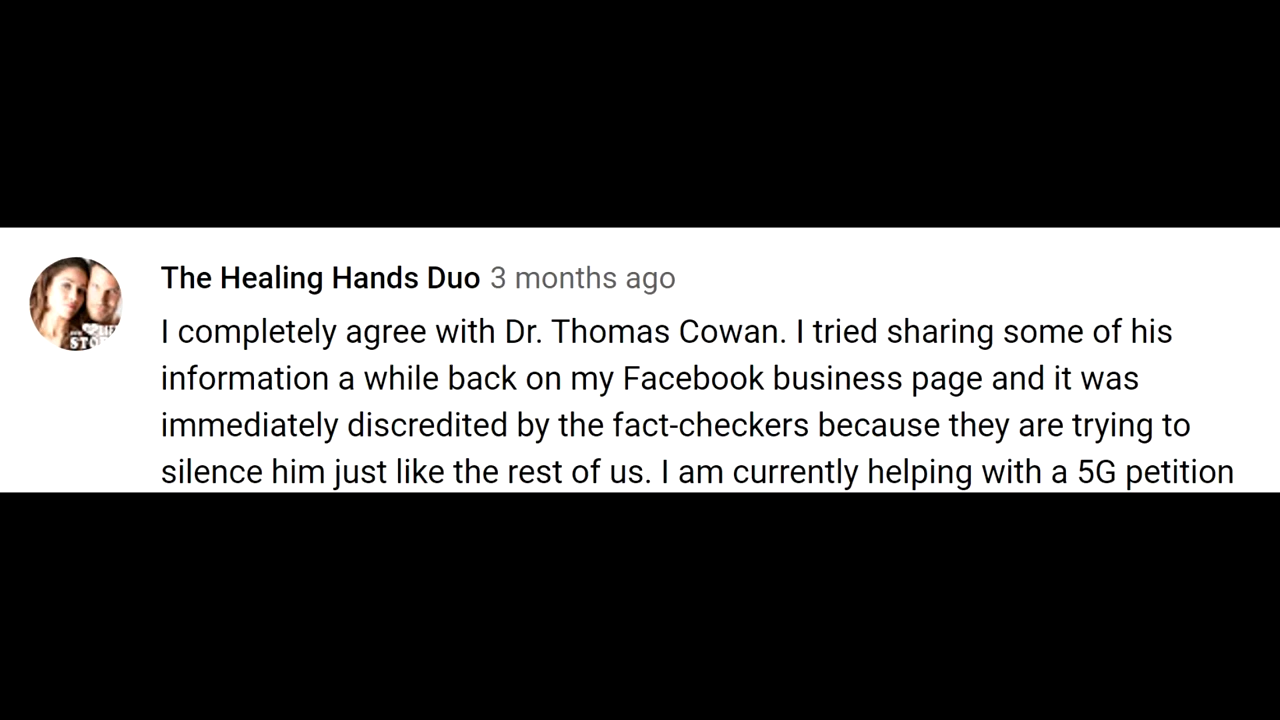 The Healing Hands Duo 3 months ago
I completely agree with Dr. Thomas Cowan. I tried sharing some of his
information a while back on my Facebook business page and it was
immediately discredited by the fact-checkers because they are trying to
silence him just like the rest of us. I am currently helping with a 5G petition